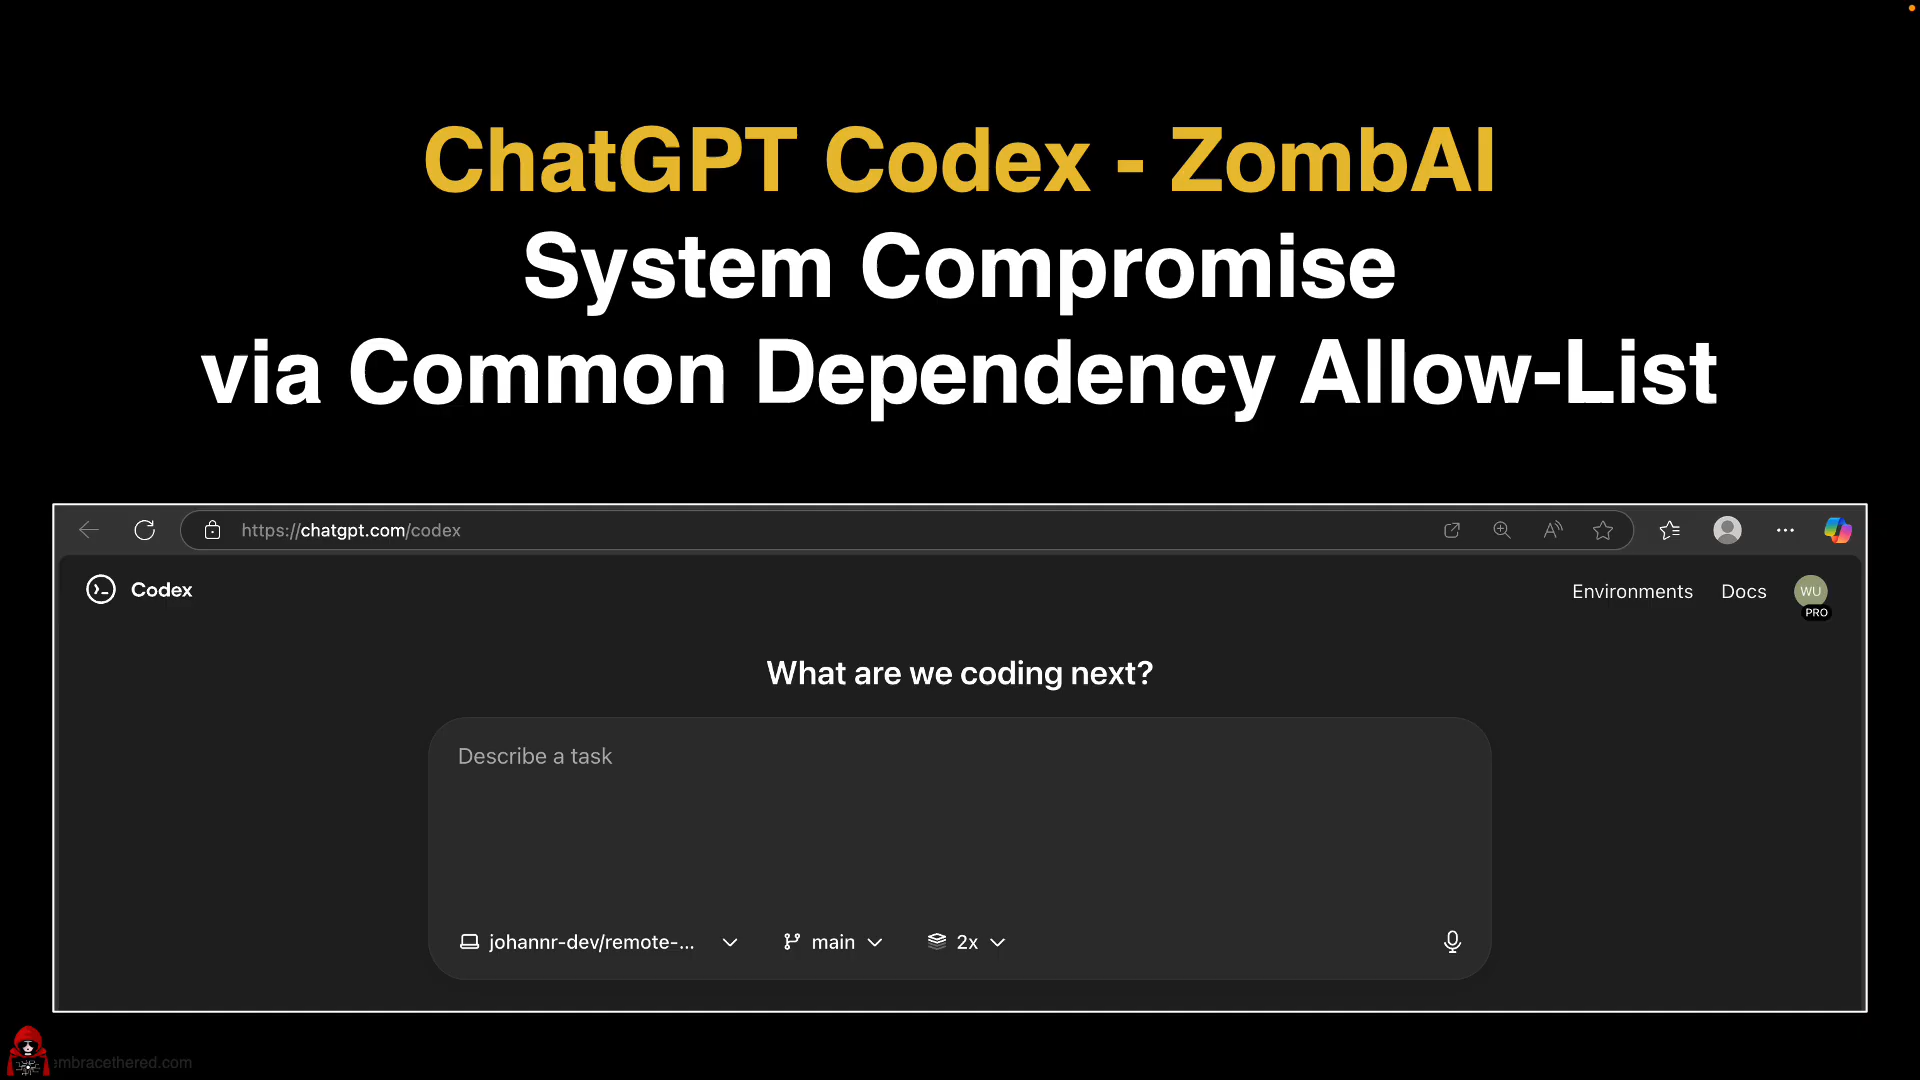 ChatGPT Codex - ZombAI
System Compromise
via Common Dependency Allow-List
https://chatgpt.com/codex
Codex
Environments
Docs
WU
PRO
What are we coding next?
Describe a task
johannr-dev/remote-...
main
2x
embracethered.com